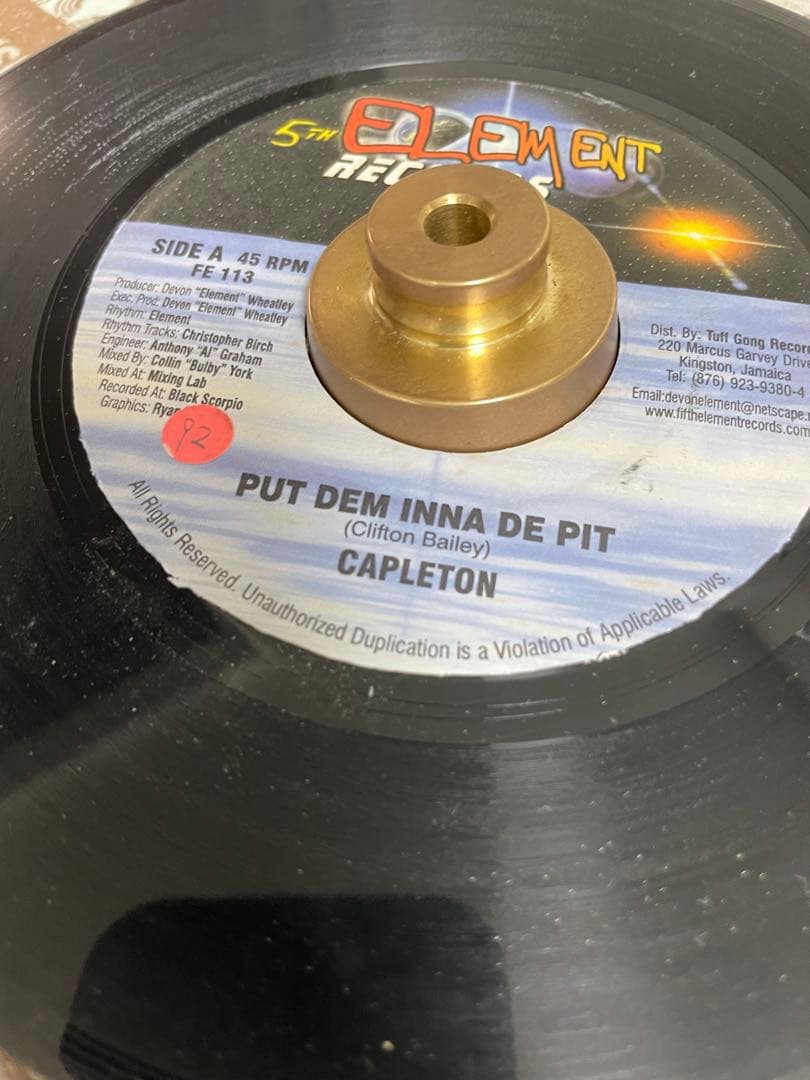 5TH ELEMENT
SIDE A 45 RPM
FE 113
Producer: Devon "Element" Wheatley
Exec. Prod: Devon "Element" Wheatley
Rhythm: Element
Rhythm Tracks: Christopher Birch
Engineer: Anthony "Al" Graham
Mixed By: Collin "Bulby" York
Mixed At: Mixing Lab
Recorded At: Black Scorpio
Graphics:
92
Dist. By: Tuff Gong
220 Marcus Garvey
Kingston, Jamaica
Tel: (876) 923-9380-4
Email:devonelement@netscape.
www.fifthelementrecords.com
PUT DEM INNA DE PIT
(Clifton Bailey)
CAPLETON
All Rights Reserved. Unauthorized Duplication is a Violation of Applicable Laws.